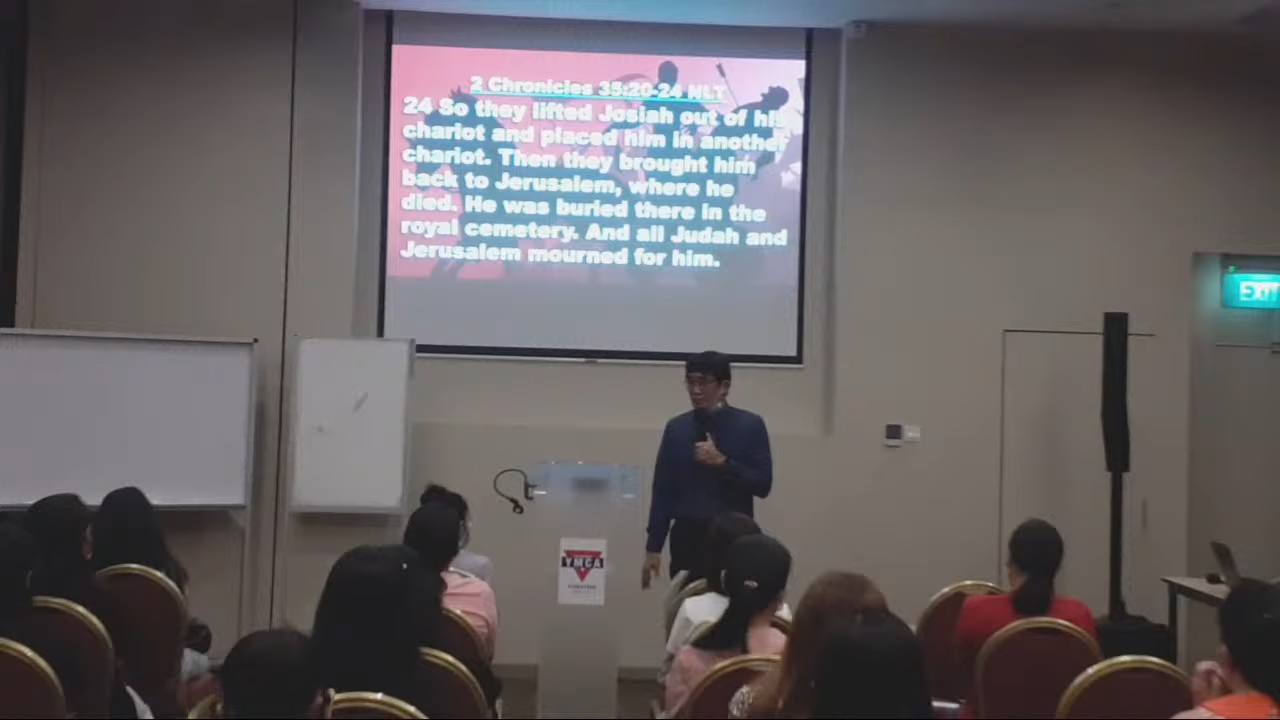 2 Chronicles 35:20-24 NLT
24 So they lifted Josiah out of his
chariot and placed him in another
chariot. Then they brought him
back to Jerusalem, where he
died. He was buried there in the
royal cemetery. And all Judah and
Jerusalem mourned for him.
EXIT
YMCA